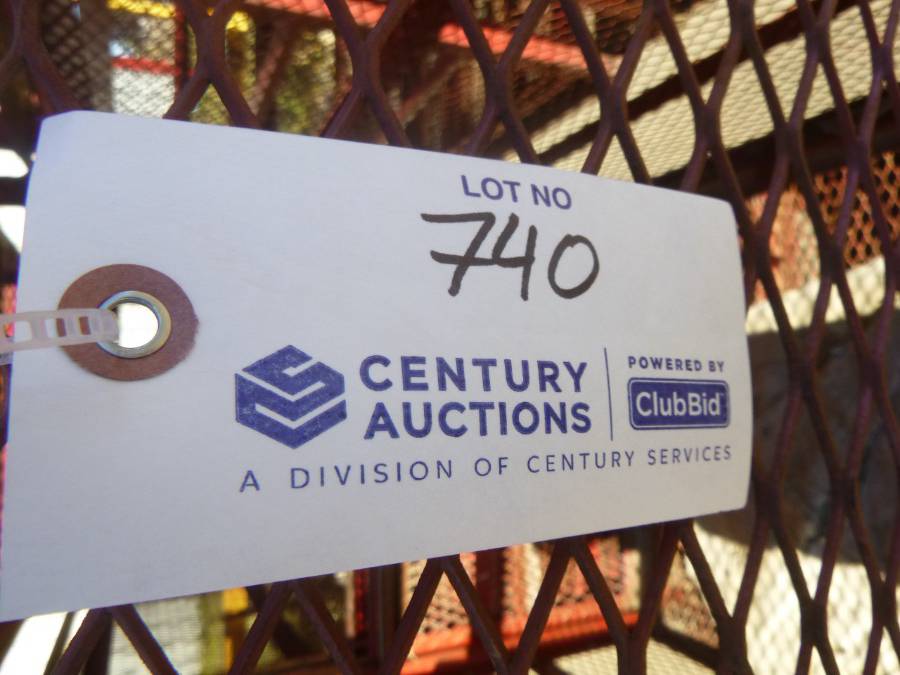 LOT NO
740
CENTURY
AUCTIONS
POWERED BY
ClubBid
A DIVISION OF CENTURY SERVICES